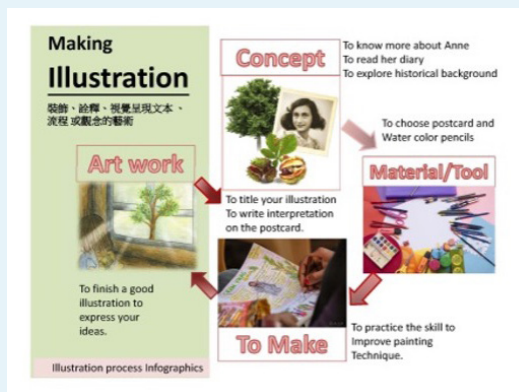 Making
Illustration
裝飾、詮釋、視覺呈現文本、
流程 或觀念的藝術
Concept
To know more about Anne
To read her diary
To explore historical background
To choose postcard and
Water color pencils
Material/Tool
Art work
To title your illustration
To write interpretation
on the postcard.
To finish a good
illustration to
express your
ideas.
To Make
To practice the skill to
Improve painting
Technique.
Illustration process Infographics